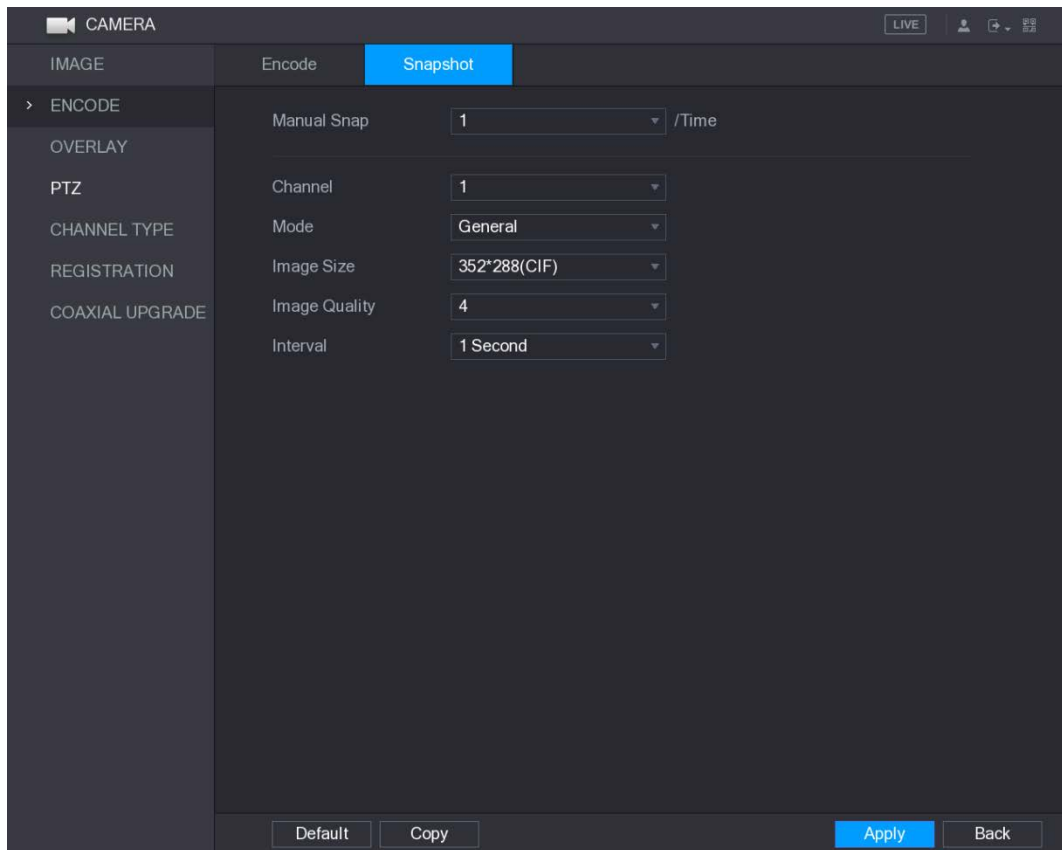 CAMERA LIVE
IMAGE
ENCODE
OVERLAY
PTZ
CHANNEL TYPE
REGISTRATION
COAXIAL UPGRADE
Encode Snapshot
Manual Snap 1 /Time
Channel 1
Mode General
Image Size 352*288(CIF)
Image Quality 4
Interval 1 Second
Default Copy Apply Back